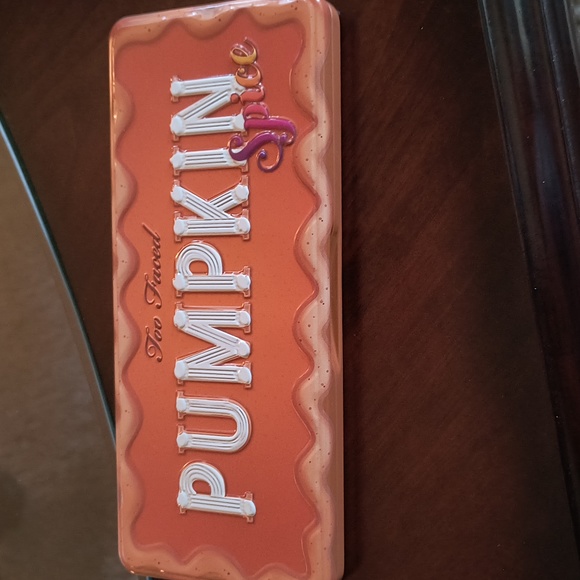 Too Faced
PUMPKIN
Spice